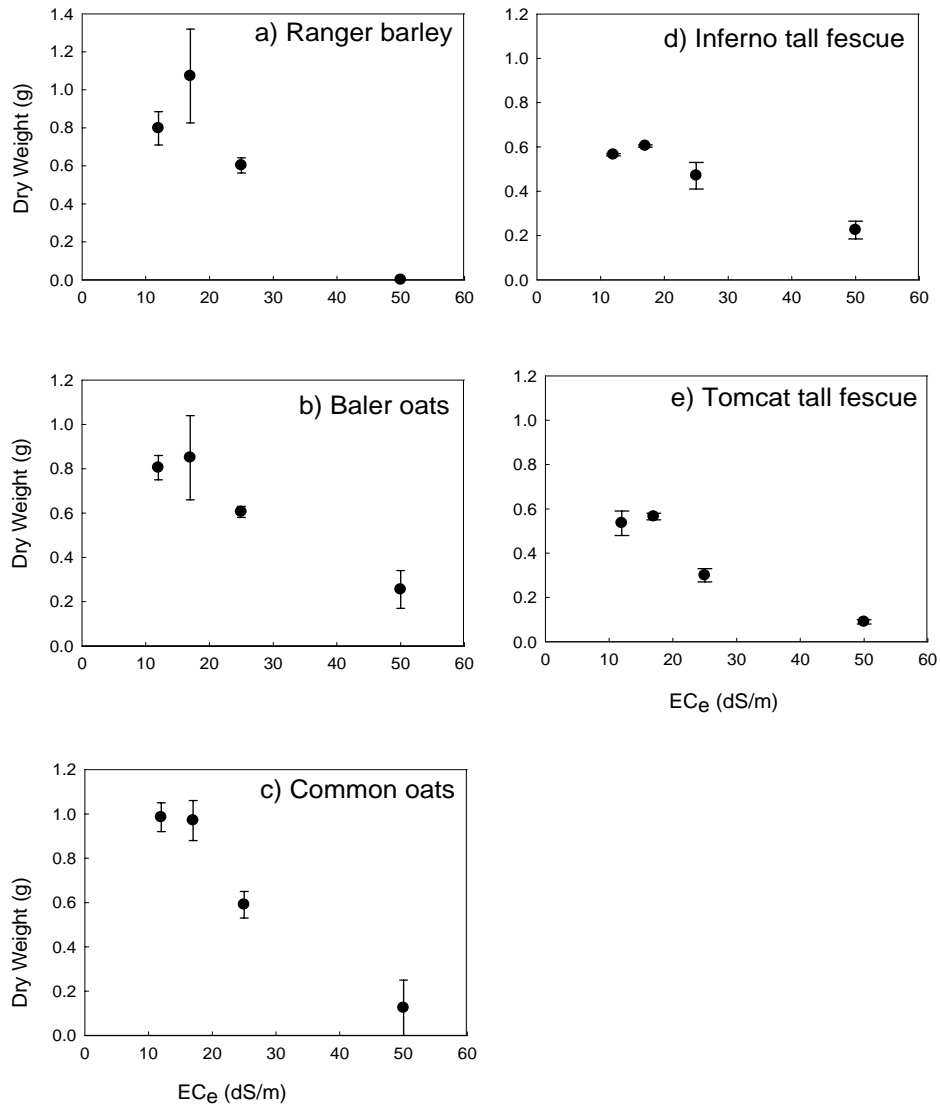 a) Ranger barley
Dry Weight (g)
1.4
1.2
1.0
0.8
0.6
0.4
0.2
0.0
0 10 20 30 40 50 60
d) Inferno tall fescue
1.2
1.0
0.8
0.6
0.4
0.2
0.0
0 10 20 30 40 50 60
b) Baler oats
Dry Weight (g)
1.2
1.0
0.8
0.6
0.4
0.2
0.0
0 10 20 30 40 50 60
e) Tomcat tall fescue
1.2
1.0
0.8
0.6
0.4
0.2
0.0
0 10 20 30 40 50 60
ECe (dS/m)
c) Common oats
Dry Weight (g)
1.2
1.0
0.8
0.6
0.4
0.2
0.0
0 10 20 30 40 50 60
ECe (dS/m)